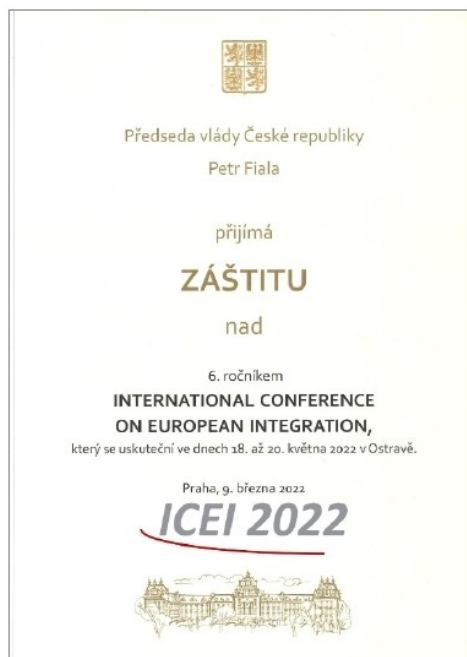 Předseda vlády České republiky
Petr Fiala
přijímá
ZÁŠTITU
nad
6. ročníkem
INTERNATIONAL CONFERENCE
ON EUROPEAN INTEGRATION,
který se uskuteční ve dnech 18. až 20. května 2022 v Ostravě.
Praha, 9. března 2022
ICEI 2022